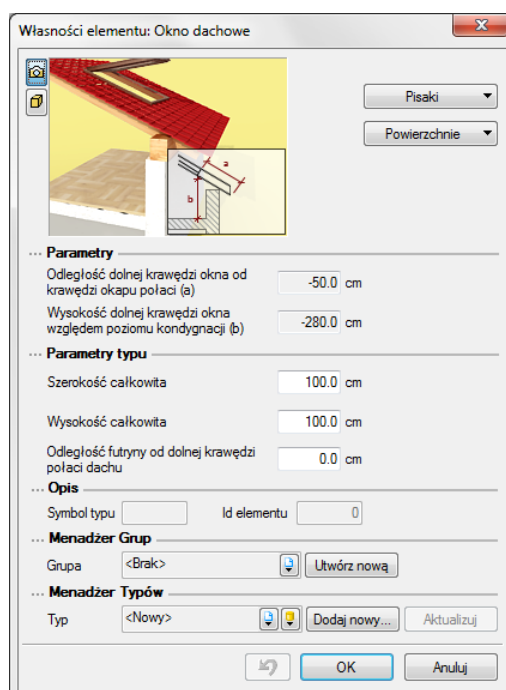 Własności elementu: Okno dachowe
Pisaki
Powierzchnie
a
b
Parametry
Odległość dolnej krawędzi okna od
krawędzi okapu połaci (a)
-50.0 cm
Wysokość dolnej krawędzi okna
względem poziomu kondygnacji (b)
-280.0 cm
Parametry typu
Szerokość całkowita 100.0 cm
Wysokość całkowita 100.0 cm
Odległość futryny od dolnej krawędzi
połaci dachu
0.0 cm
Opis
Symbol typu Id elementu 0
Menadżer Grup
Grupa <Brak> Utwórz nową
Menadżer Typów
Typ <Nowy> Dodaj nowy... Aktualizuj
OK Anuluj